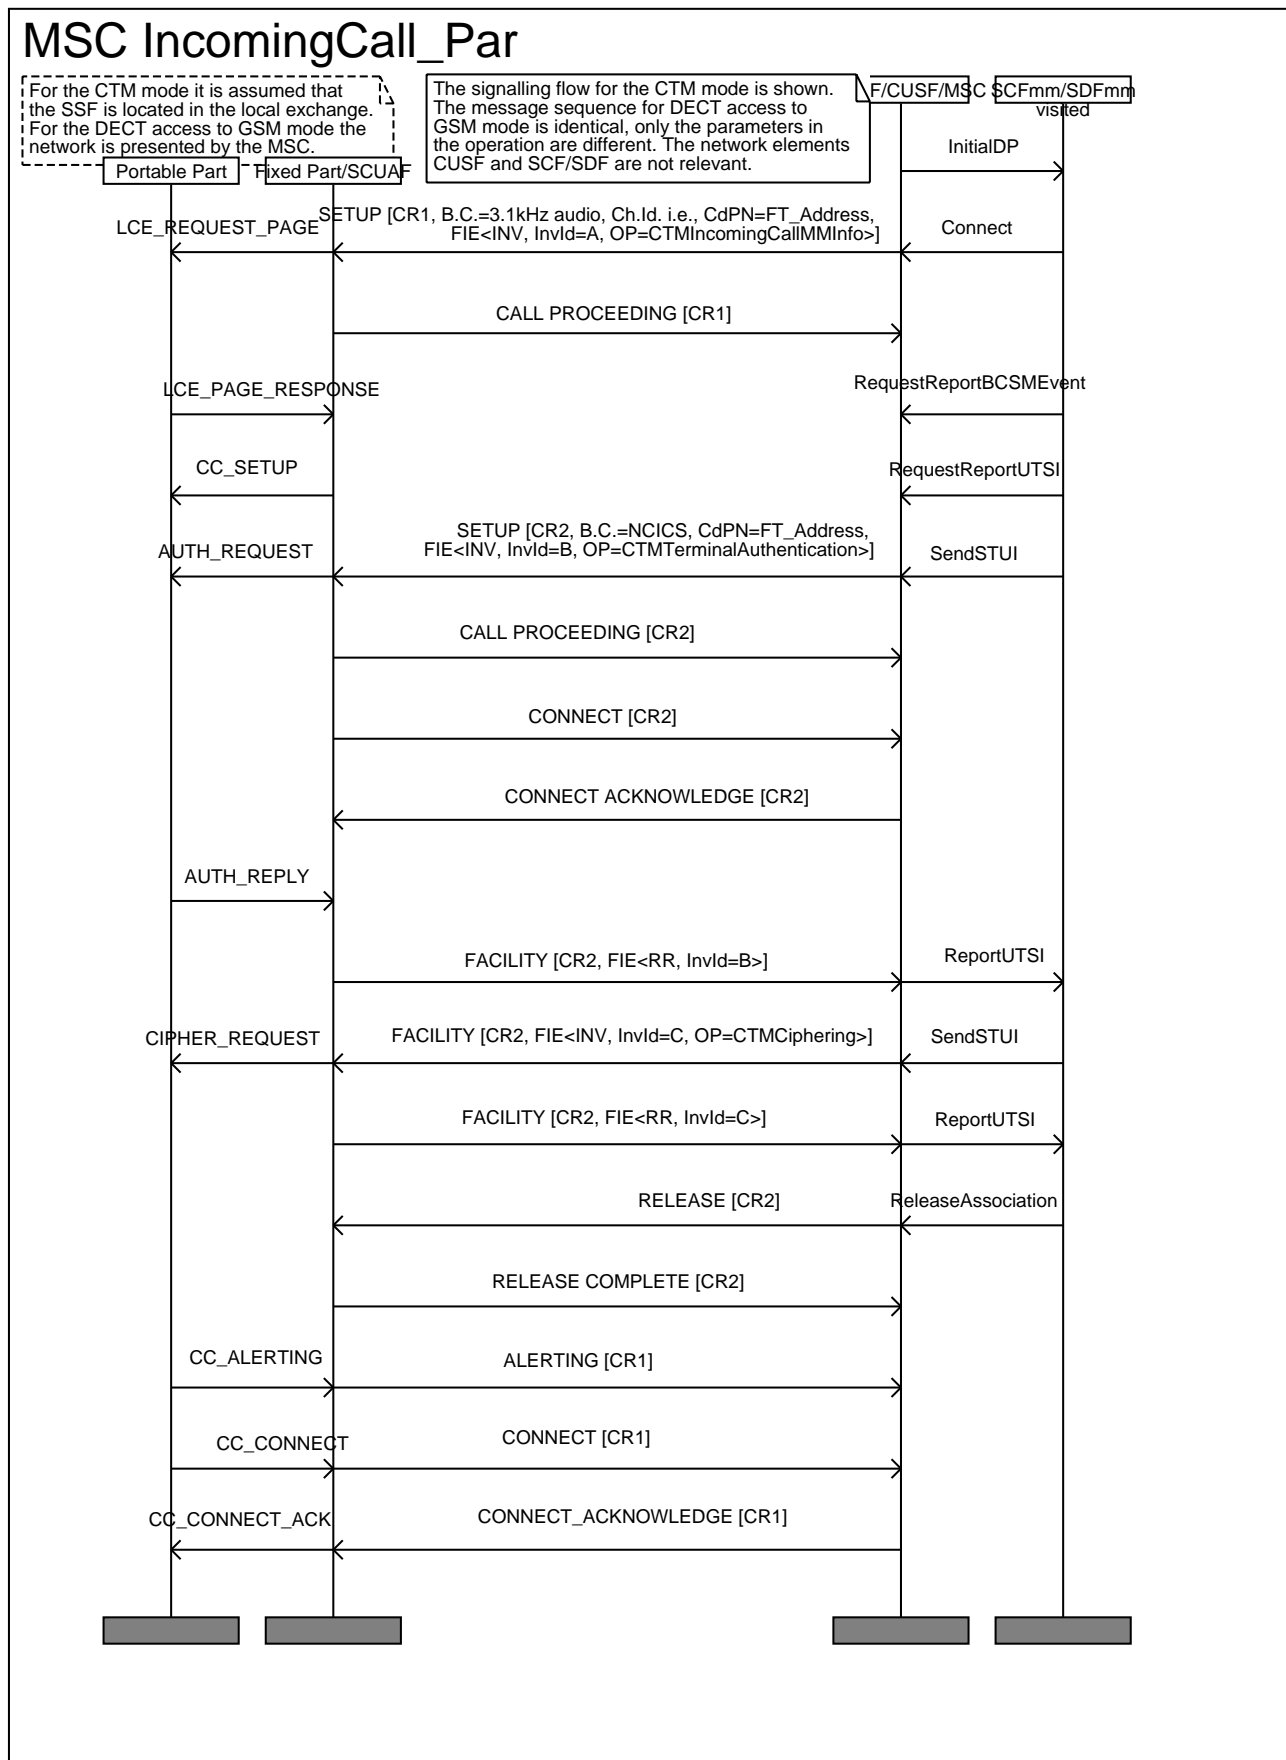 MSC IncomingCall_Par
For the CTM mode it is assumed that
the SSF is located in the local exchange.
For the DECT access to GSM mode the
network is presented by the MSC.
The signalling flow for the CTM mode is shown.
The message sequence for DECT access to
GSM mode is identical, only the parameters in
the operation are different. The network elements
CUSF and SCF/SDF are not relevant.
F/CUSF/MSC
SCFmm/SDFmm
visited
Portable Part
Fixed Part/SCUAF
InitialDP
LCE_REQUEST_PAGE
SETUP [CR1, B.C.=3.1kHz audio, Ch.Id. i.e., CdPN=FT_Address,
FIE<INV, InvId=A, OP=CTMIncomingCallMMInfo>]
Connect
CALL PROCEEDING [CR1]
LCE_PAGE_RESPONSE
RequestReportBCSMEvent
CC_SETUP
RequestReportUTSI
AUTH_REQUEST
SETUP [CR2, B.C.=NCICS, CdPN=FT_Address,
FIE<INV, InvId=B, OP=CTMTerminalAuthentication>]
SendSTUI
CALL PROCEEDING [CR2]
CONNECT [CR2]
CONNECT ACKNOWLEDGE [CR2]
AUTH_REPLY
FACILITY [CR2, FIE<RR, InvId=B>]
ReportUTSI
CIPHER_REQUEST
FACILITY [CR2, FIE<INV, InvId=C, OP=CTMCiphering>]
SendSTUI
FACILITY [CR2, FIE<RR, InvId=C>]
ReportUTSI
RELEASE [CR2]
ReleaseAssociation
RELEASE COMPLETE [CR2]
CC_ALERTING
ALERTING [CR1]
CC_CONNECT
CONNECT [CR1]
CC_CONNECT_ACK
CONNECT_ACKNOWLEDGE [CR1]